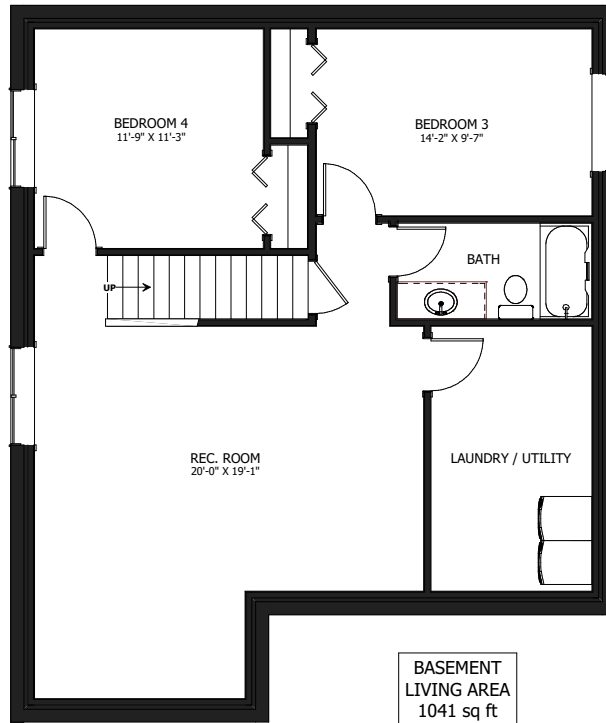 BEDROOM 4
11'-9" X 11'-3"
BEDROOM 3
14'-2" X 9'-7"
BATH
UP
REC. ROOM
20'-0" X 19'-1"
LAUNDRY / UTILITY
BASEMENT
LIVING AREA
1041 sq ft